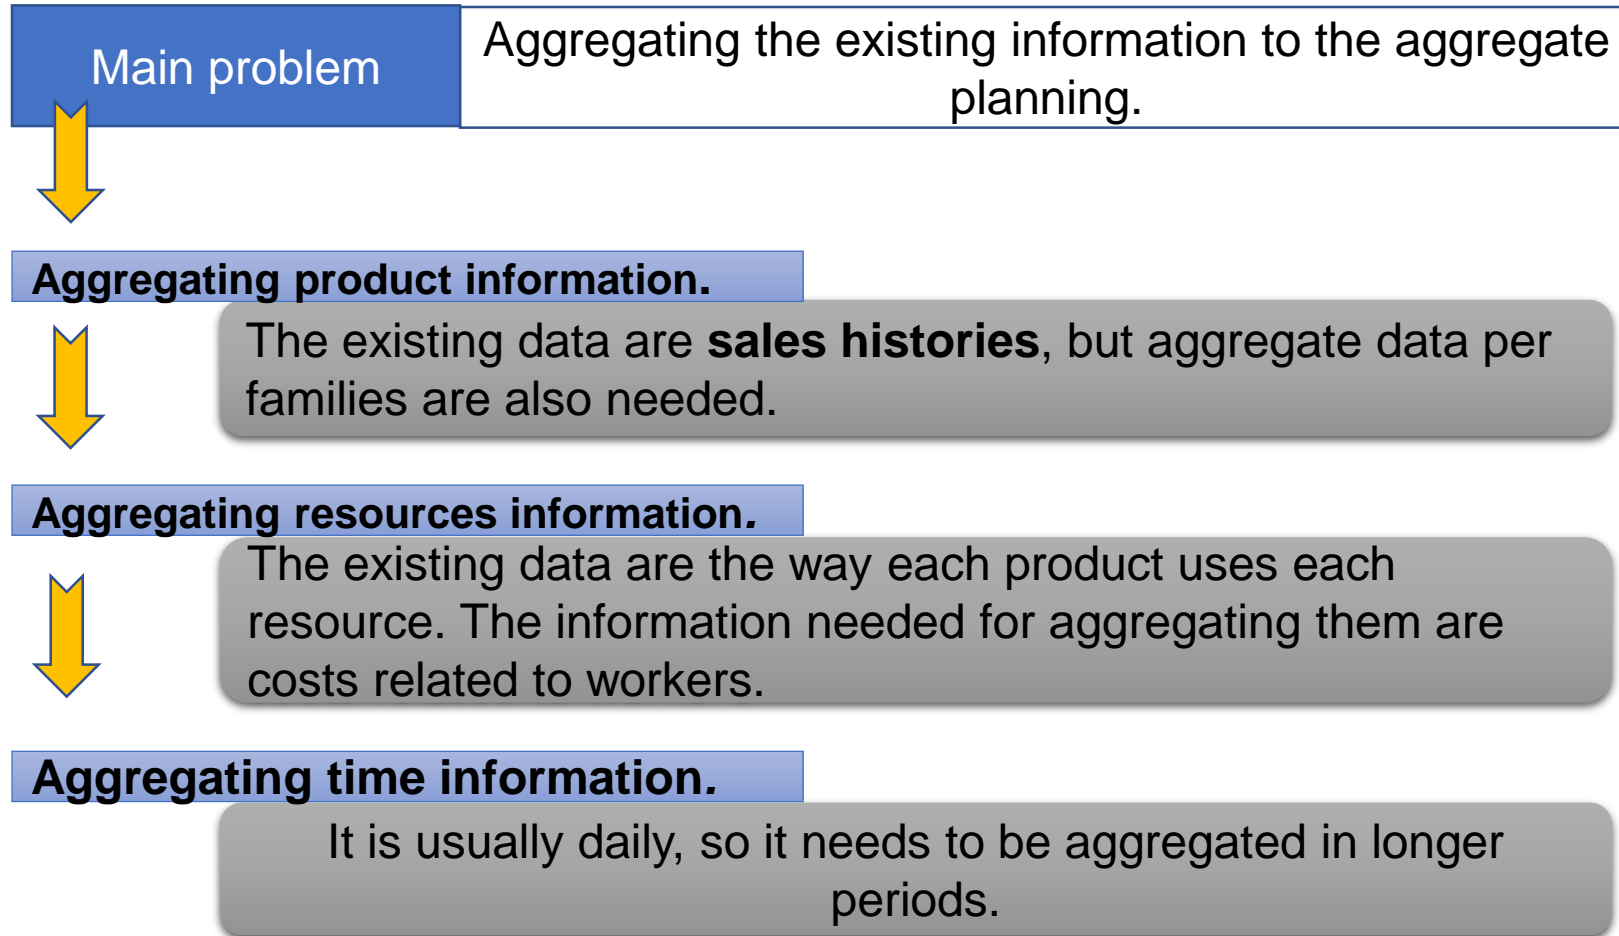 Main problem
Aggregating the existing information to the aggregate
planning.
Aggregating product information.
The existing data are sales histories, but aggregate data per
families are also needed.
Aggregating resources information.
The existing data are the way each product uses each
resource. The information needed for aggregating them are
costs related to workers.
Aggregating time information.
It is usually daily, so it needs to be aggregated in longer
periods.